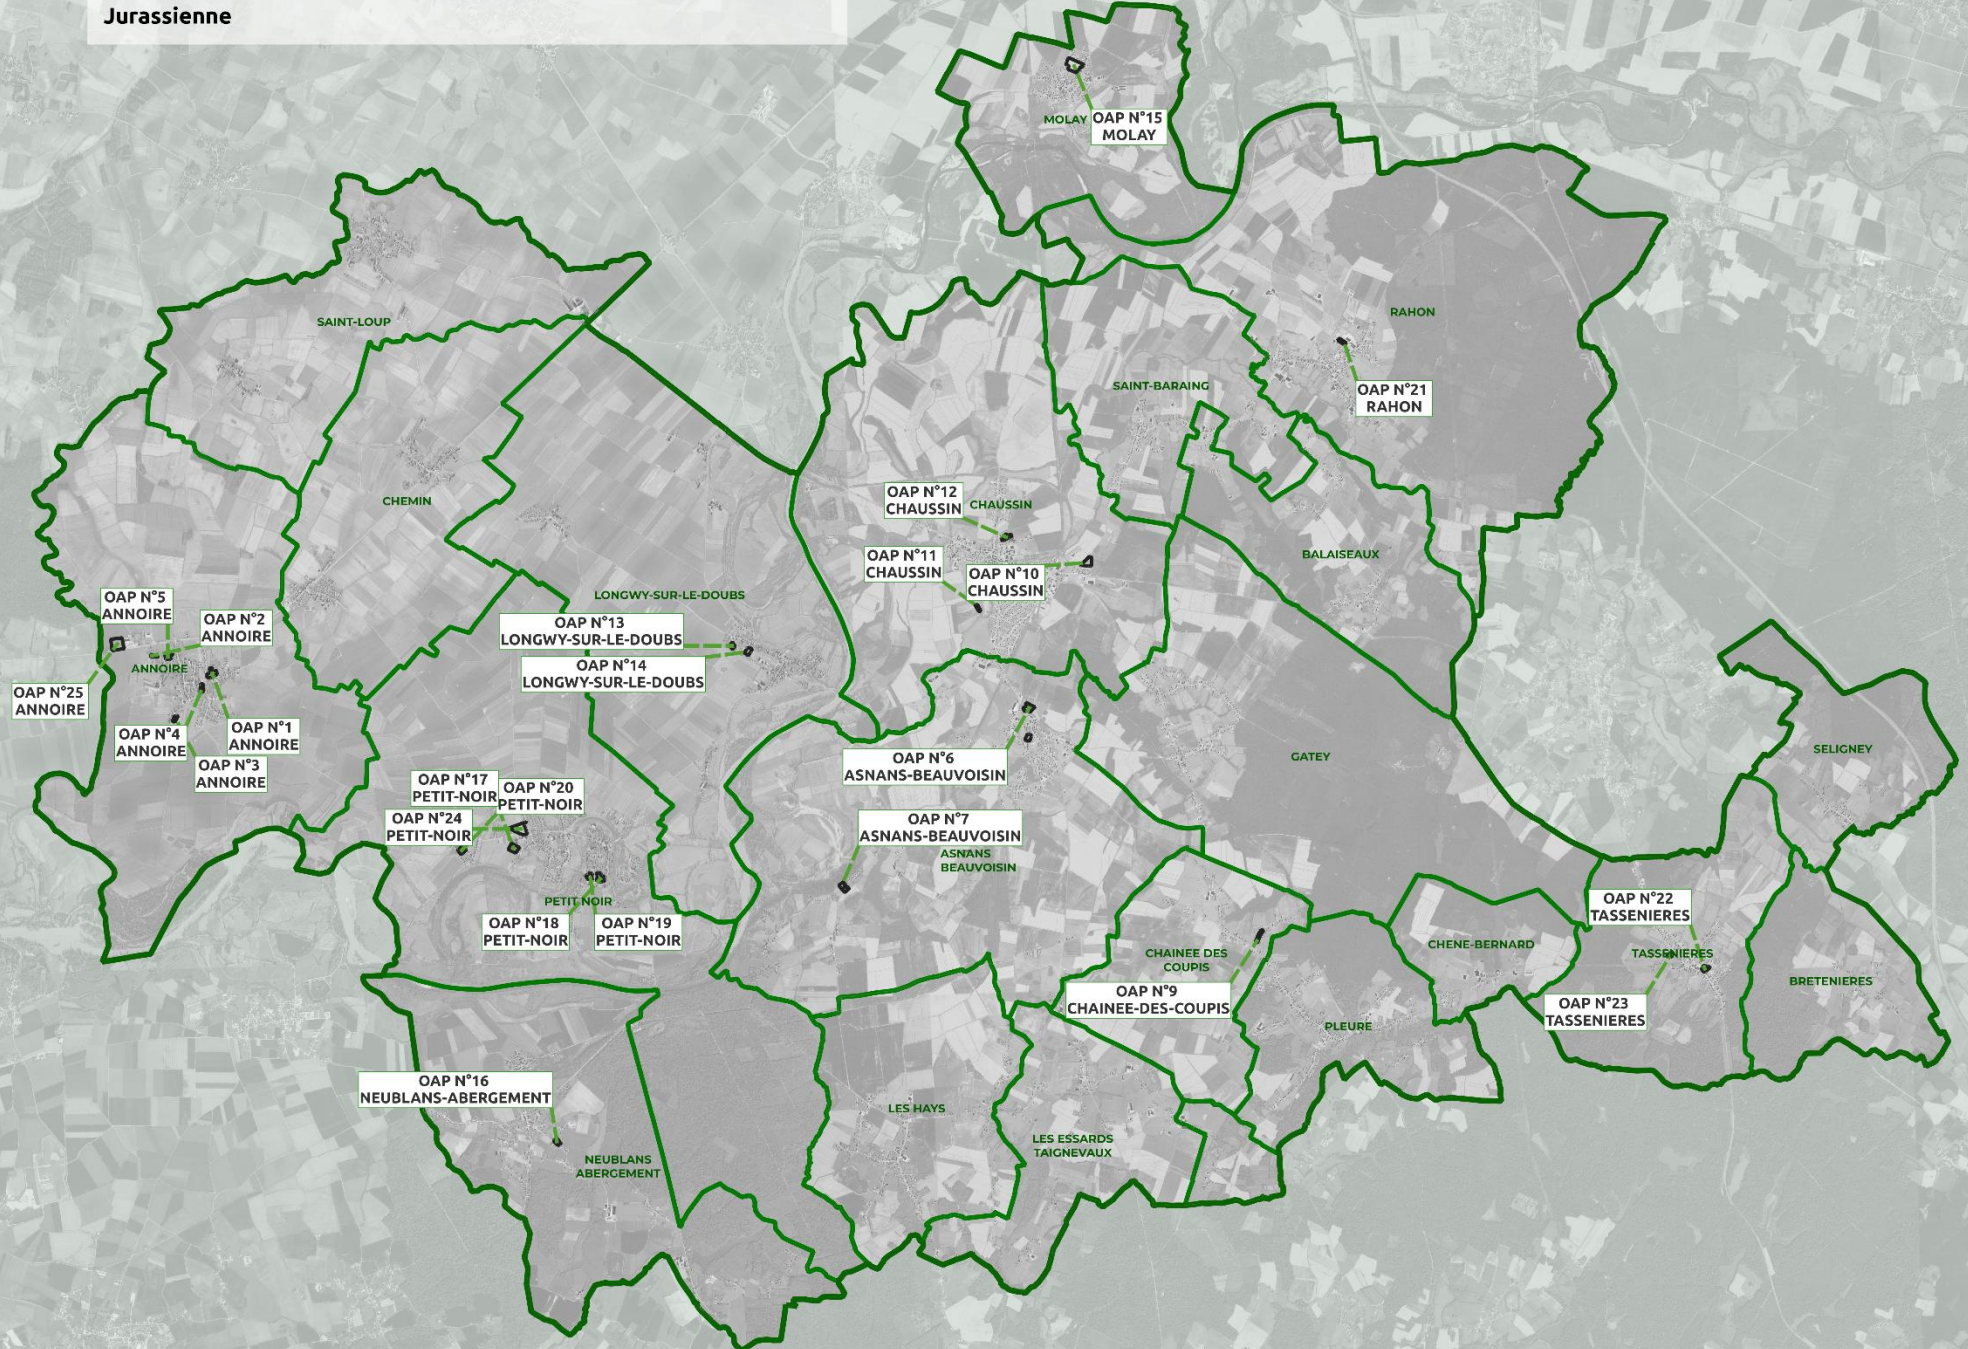 Jurassienne
MOLAY
OAP N°15
MOLAY
SAINT-LOUP
RAHON
OAP N°21
RAHON
SAINT-BARAING
CHEMIN
OAP N°12
CHAUSSIN
CHAUSSIN
OAP N°11
CHAUSSIN
OAP N°10
CHAUSSIN
BALAISEAUX
LONGWY-SUR-LE-DOUBS
OAP N°13
LONGWY-SUR-LE-DOUBS
OAP N°14
LONGWY-SUR-LE-DOUBS
OAP N°5
ANNOIRE
OAP N°2
ANNOIRE
ANNOIRE
OAP N°25
ANNOIRE
OAP N°4
ANNOIRE
OAP N°1
ANNOIRE
OAP N°3
ANNOIRE
OAP N°6
ASNANS-BEAUVOISIN
GATEY
SELIGNEY
OAP N°17
PETIT-NOIR
OAP N°20
PETIT-NOIR
OAP N°24
PETIT-NOIR
OAP N°7
ASNANS-BEAUVOISIN
ASNANS
BEAUVOISIN
PETIT NOIR
OAP N°18
PETIT-NOIR
OAP N°19
PETIT-NOIR
OAP N°22
TASSENIERES
CHENE-BERNARD
TASSENIERES
CHAINEE DES
COUPIS
OAP N°9
CHAINEE-DES-COUPIS
OAP N°23
TASSENIERES
BRETENIERES
PLEURE
OAP N°16
NEUBLANS-ABERGEMENT
LES HAYS
LES ESSARDS
TAIGNEVAUX
NEUBLANS
ABERGEMENT